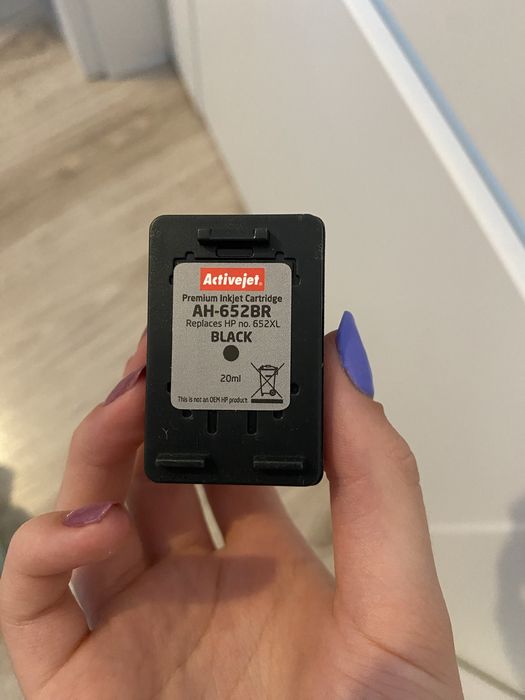 Activejet®
Premium Inkjet Cartridge
AH-652BR
Replaces HP no. 652XL
BLACK
20ml
This is not an OEM HP product